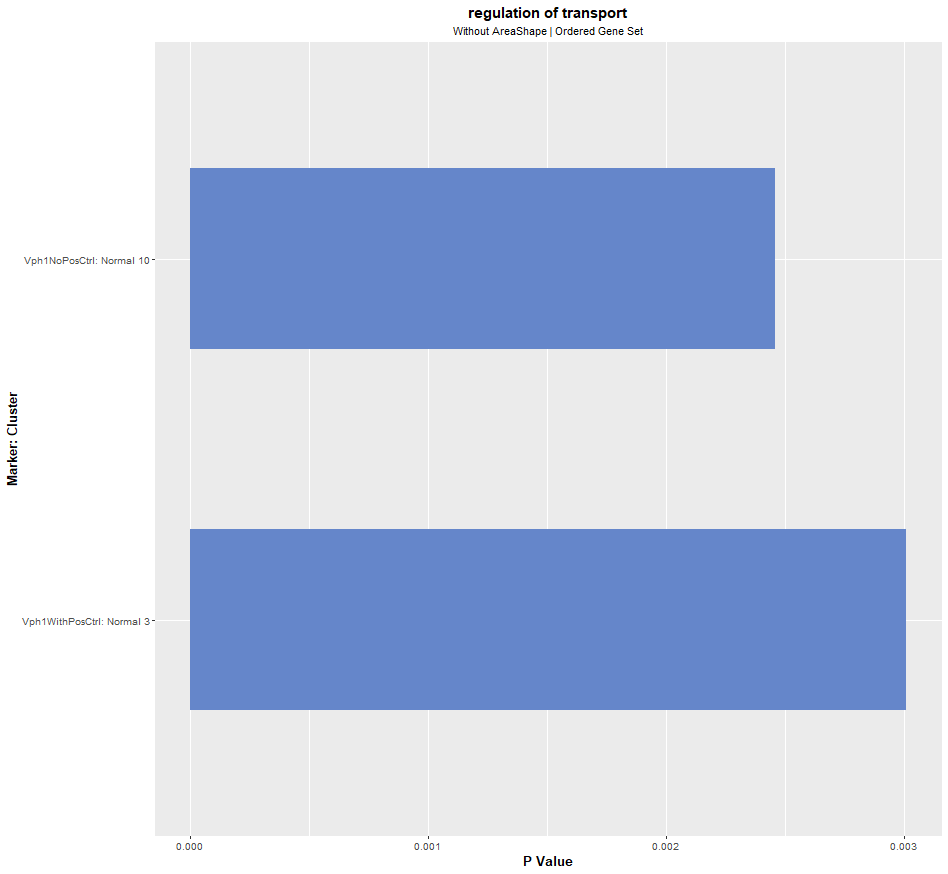 regulation of transport
Without AreaShape | Ordered Gene Set
Marker: Cluster
Vph1NoPosCtrl: Normal 10
Vph1WithPosCtrl: Normal 3
0.000
0.001
0.002
0.003
P Value